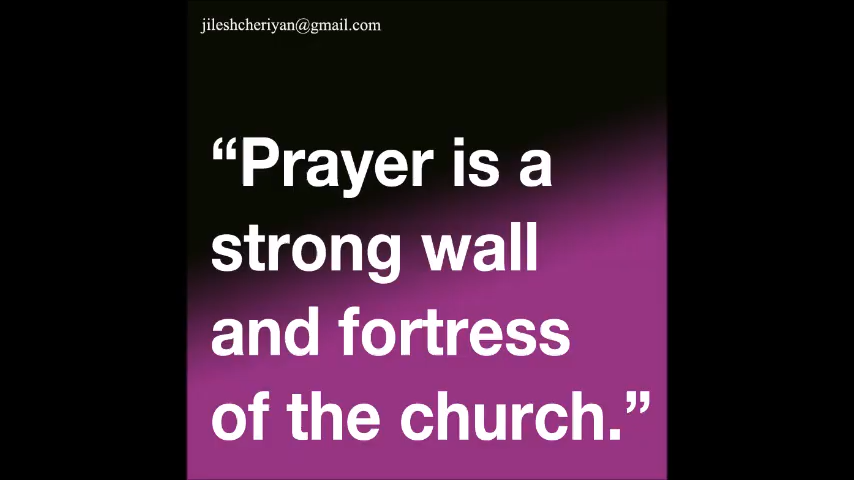 jileshcheriyan@gmail.com
“Prayer is a
strong wall
and fortress
of the church.”